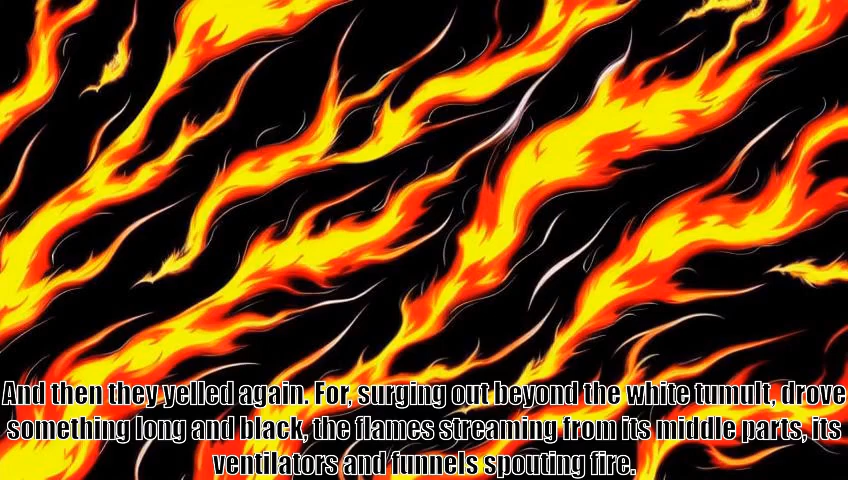 And then they yelled again. For, surging out beyond the white tumult, drove
something long and black, the flames streaming from its middle parts, its
ventilators and funnels spouting fire.